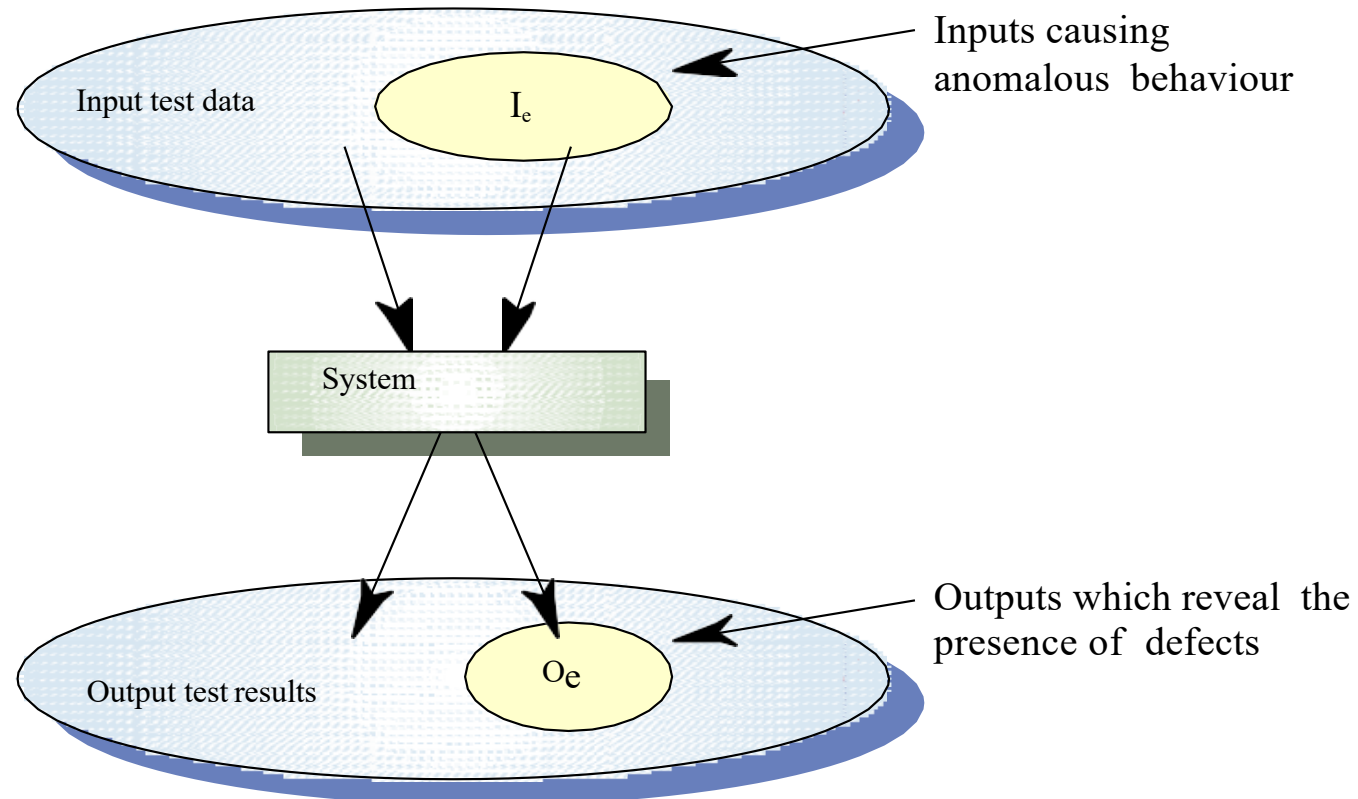 Inputs causing
anomalous behaviour
Input test data
Ie
System
Outputs which reveal the
presence of defects
Oe
Output test results